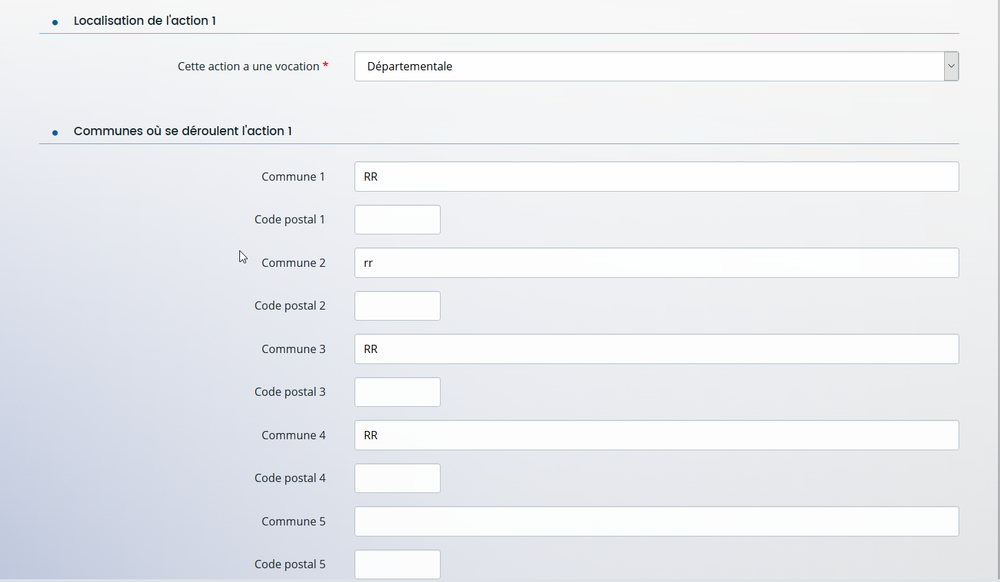 Localisation de l'action 1
Cette action a une vocation * Départementale
Communes où se déroulent l'action 1
Commune 1 RR
Code postal 1
Commune 2 rr
Code postal 2
Commune 3 RR
Code postal 3
Commune 4 RR
Code postal 4
Commune 5
Code postal 5